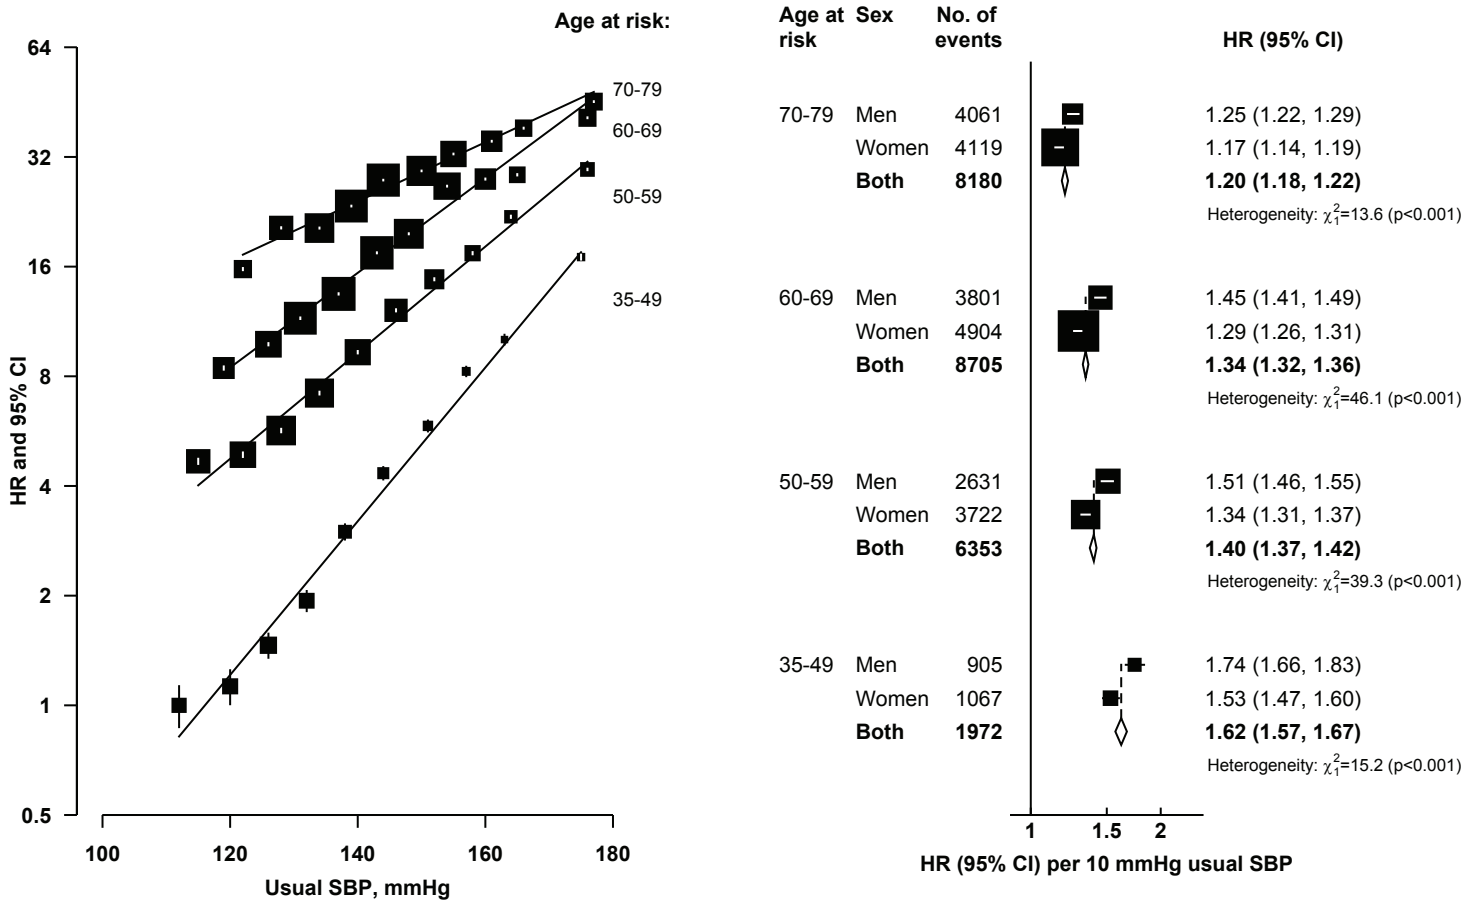 Age at risk:
64
32
16
8
4
2
1
0.5
HR and 95% CI
70-79
60-69
50-59
35-49
100 120 140 160 180
Usual SBP, mmHg
Age at Sex No. of
risk events HR (95% CI)
70-79 Men 4061 1.25 (1.22, 1.29)
Women 4119 1.17 (1.14, 1.19)
Both 8180 1.20 (1.18, 1.22)
Heterogeneity: χ²₁=13.6 (p<0.001)
60-69 Men 3801 1.45 (1.41, 1.49)
Women 4904 1.29 (1.26, 1.31)
Both 8705 1.34 (1.32, 1.36)
Heterogeneity: χ²₁=46.1 (p<0.001)
50-59 Men 2631 1.51 (1.46, 1.55)
Women 3722 1.34 (1.31, 1.37)
Both 6353 1.40 (1.37, 1.42)
Heterogeneity: χ²₁=39.3 (p<0.001)
35-49 Men 905 1.74 (1.66, 1.83)
Women 1067 1.53 (1.47, 1.60)
Both 1972 1.62 (1.57, 1.67)
Heterogeneity: χ²₁=15.2 (p<0.001)
1 1.5 2
HR (95% CI) per 10 mmHg usual SBP